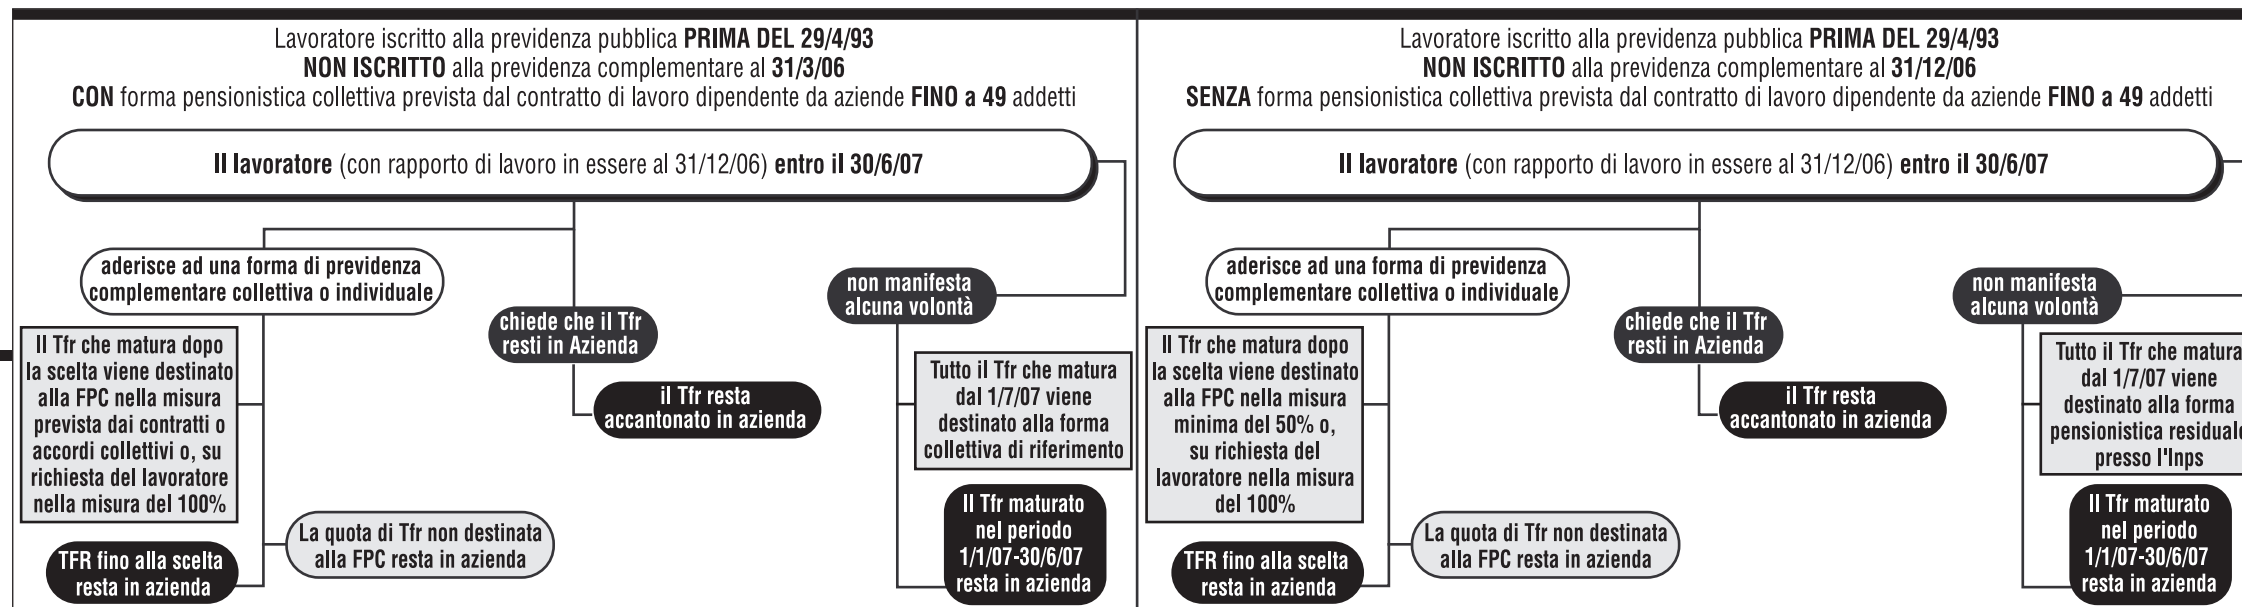 Lavoratore iscritto alla previdenza pubblica PRIMA DEL 29/4/93
NON ISCRITTO alla previdenza complementare al 31/3/06
CON forma pensionistica collettiva prevista dal contratto di lavoro dipendente da aziende FINO a 49 addetti
Il lavoratore (con rapporto di lavoro in essere al 31/12/06) entro il 30/6/07
aderisce ad una forma di previdenza
complementare collettiva o individuale
chiede che il Tfr
resti in Azienda
non manifesta
alcuna volontà
Il Tfr che matura dopo
la scelta viene destinato
alla FPC nella misura
prevista dai contratti o
accordi collettivi o, su
richiesta del lavoratore
nella misura del 100%
il Tfr resta
accantonato in azienda
Tutto il Tfr che matura
dal 1/7/07 viene
destinato alla forma
collettiva di riferimento
La quota di Tfr non destinata
alla FPC resta in azienda
TFR fino alla scelta
resta in azienda
Il Tfr maturato
nel periodo
1/1/07-30/6/07
resta in azienda
Lavoratore iscritto alla previdenza pubblica PRIMA DEL 29/4/93
NON ISCRITTO alla previdenza complementare al 31/12/06
SENZA forma pensionistica collettiva prevista dal contratto di lavoro dipendente da aziende FINO a 49 addetti
Il lavoratore (con rapporto di lavoro in essere al 31/12/06) entro il 30/6/07
aderisce ad una forma di previdenza
complementare collettiva o individuale
chiede che il Tfr
resti in Azienda
non manifesta
alcuna volontà
Il Tfr che matura dopo
la scelta viene destinato
alla FPC nella misura
minima del 50% o,
su richiesta del
lavoratore nella misura
del 100%
il Tfr resta
accantonato in azienda
Tutto il Tfr che matura
dal 1/7/07 viene
destinato alla forma
pensionistica residuale
presso l'Inps
La quota di Tfr non destinata
alla FPC resta in azienda
TFR fino alla scelta
resta in azienda
Il Tfr maturato
nel periodo
1/1/07-30/6/07
resta in azienda